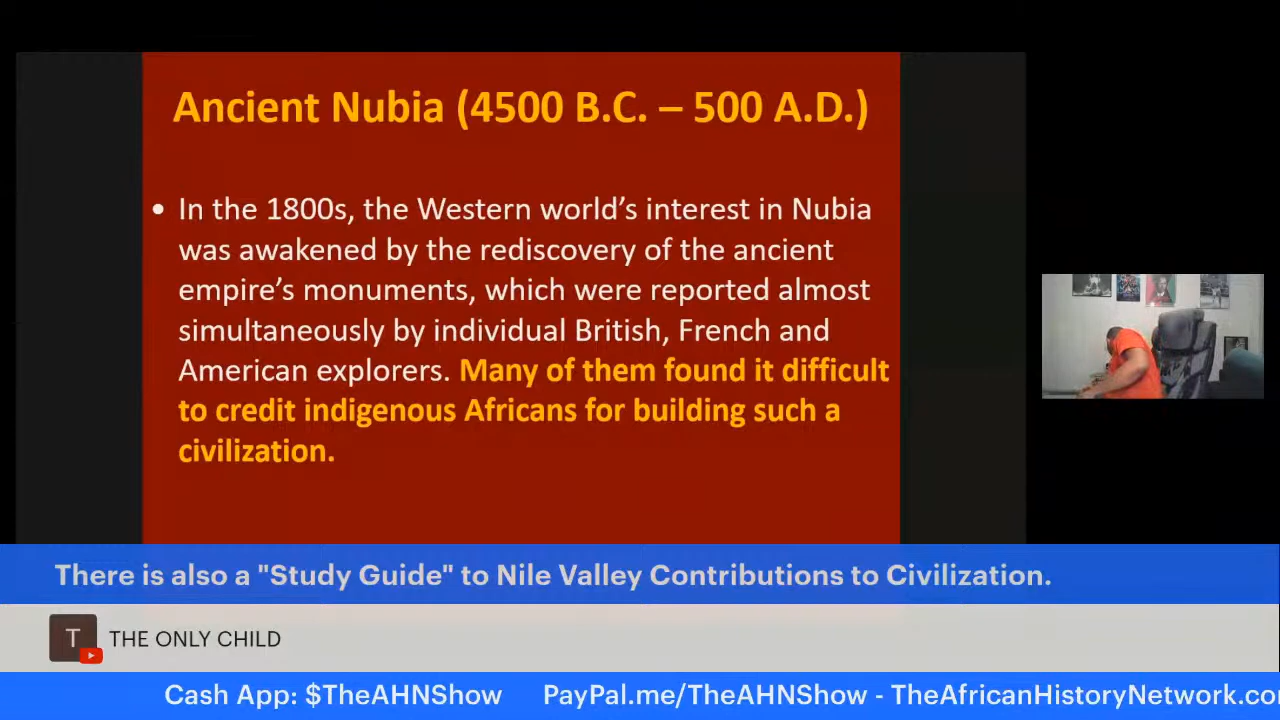 Ancient Nubia (4500 B.C. – 500 A.D.)
• In the 1800s, the Western world's interest in Nubia
was awakened by the rediscovery of the ancient
empire's monuments, which were reported almost
simultaneously by individual British, French and
American explorers. Many of them found it difficult
to credit indigenous Africans for building such a
civilization.
There is also a "Study Guide" to Nile Valley Contributions to Civilization.
T THE ONLY CHILD
Cash App: $TheAHNShow PayPal.me/TheAHNShow - TheAfricanHistoryNetwork.co